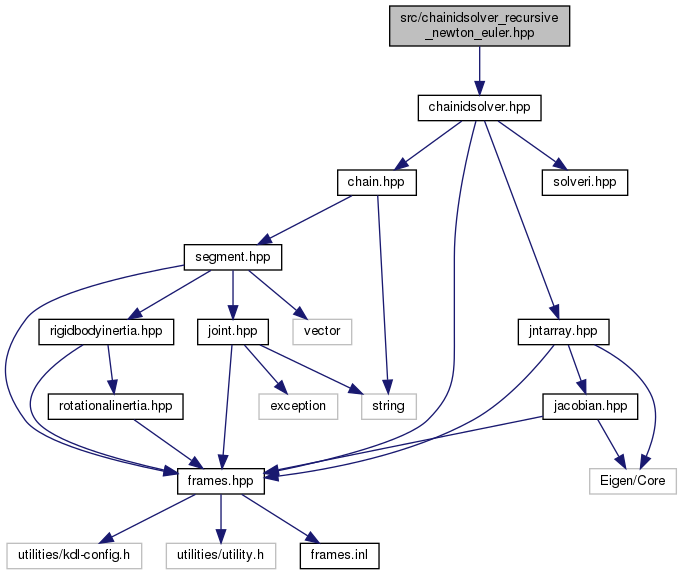 src/chainidsolver_recursive
_newton_euler.hpp
chainidsolver.hpp
chain.hpp
solveri.hpp
segment.hpp
rigidbodyinertia.hpp
joint.hpp
vector
jntarray.hpp
rotationalinertia.hpp
exception
string
jacobian.hpp
frames.hpp
Eigen/Core
utilities/kdl-config.h
utilities/utility.h
frames.inl